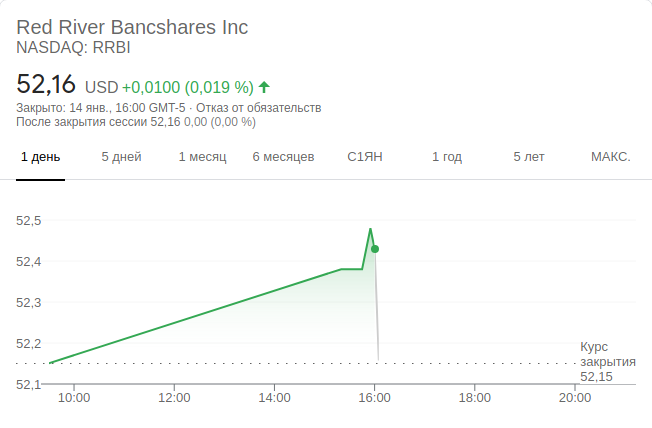 Red River Bancshares Inc
NASDAQ: RRBI
52,16 USD +0,0100 (0,019 %)
Закрыто: 14 янв., 16:00 GMT-5 · Отказ от обязательств
После закрытия сессии 52,16 0,00 (0,00 %)
1 день 5 дней 1 месяц 6 месяцев С1ЯН 1 год 5 лет МАКС.
52,5
52,4
52,3
52,2
52,1
Курс
закрытия
52,15
10:00 12:00 14:00 16:00 18:00 20:00